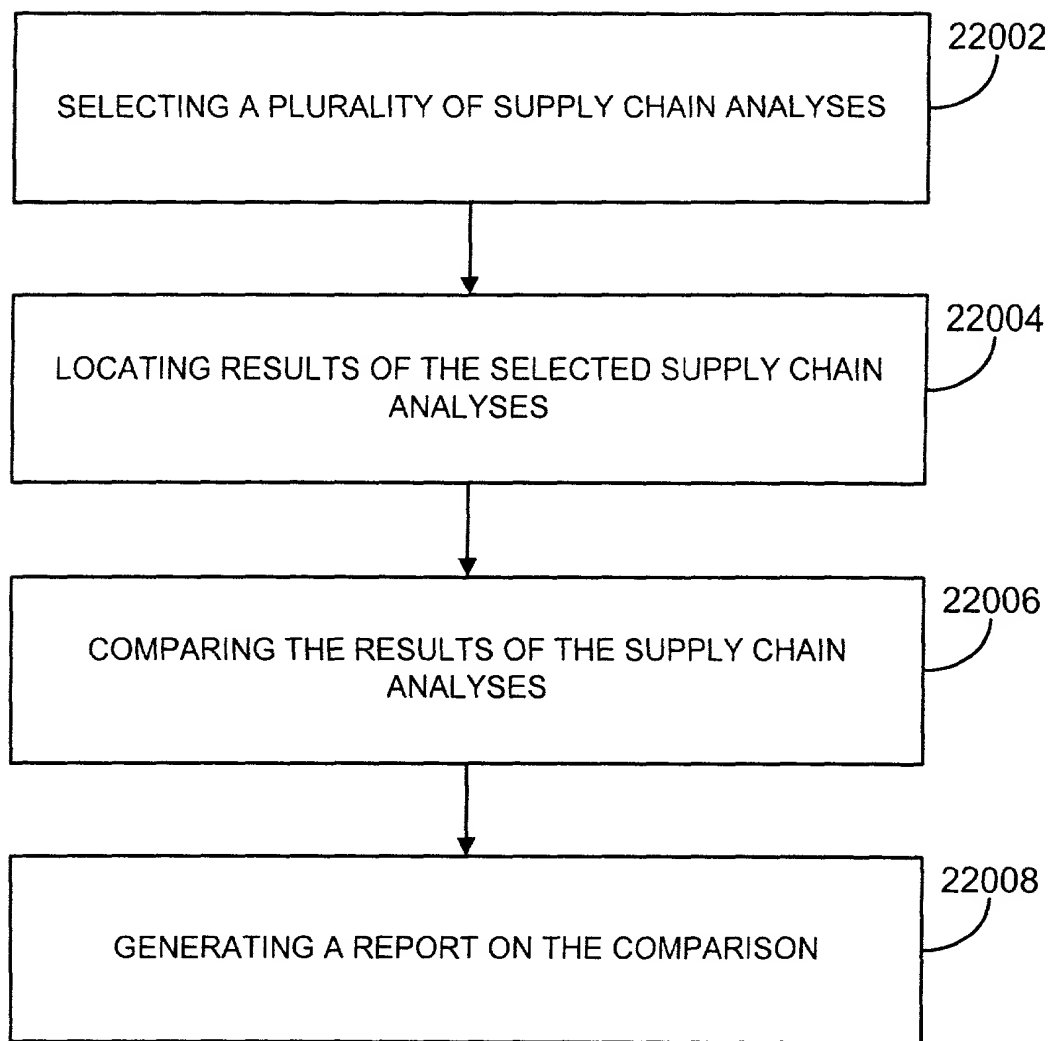 22002
SELECTING A PLURALITY OF SUPPLY CHAIN ANALYSES
22004
LOCATING RESULTS OF THE SELECTED SUPPLY CHAIN
ANALYSES
22006
COMPARING THE RESULTS OF THE SUPPLY CHAIN
ANALYSES
22008
GENERATING A REPORT ON THE COMPARISON